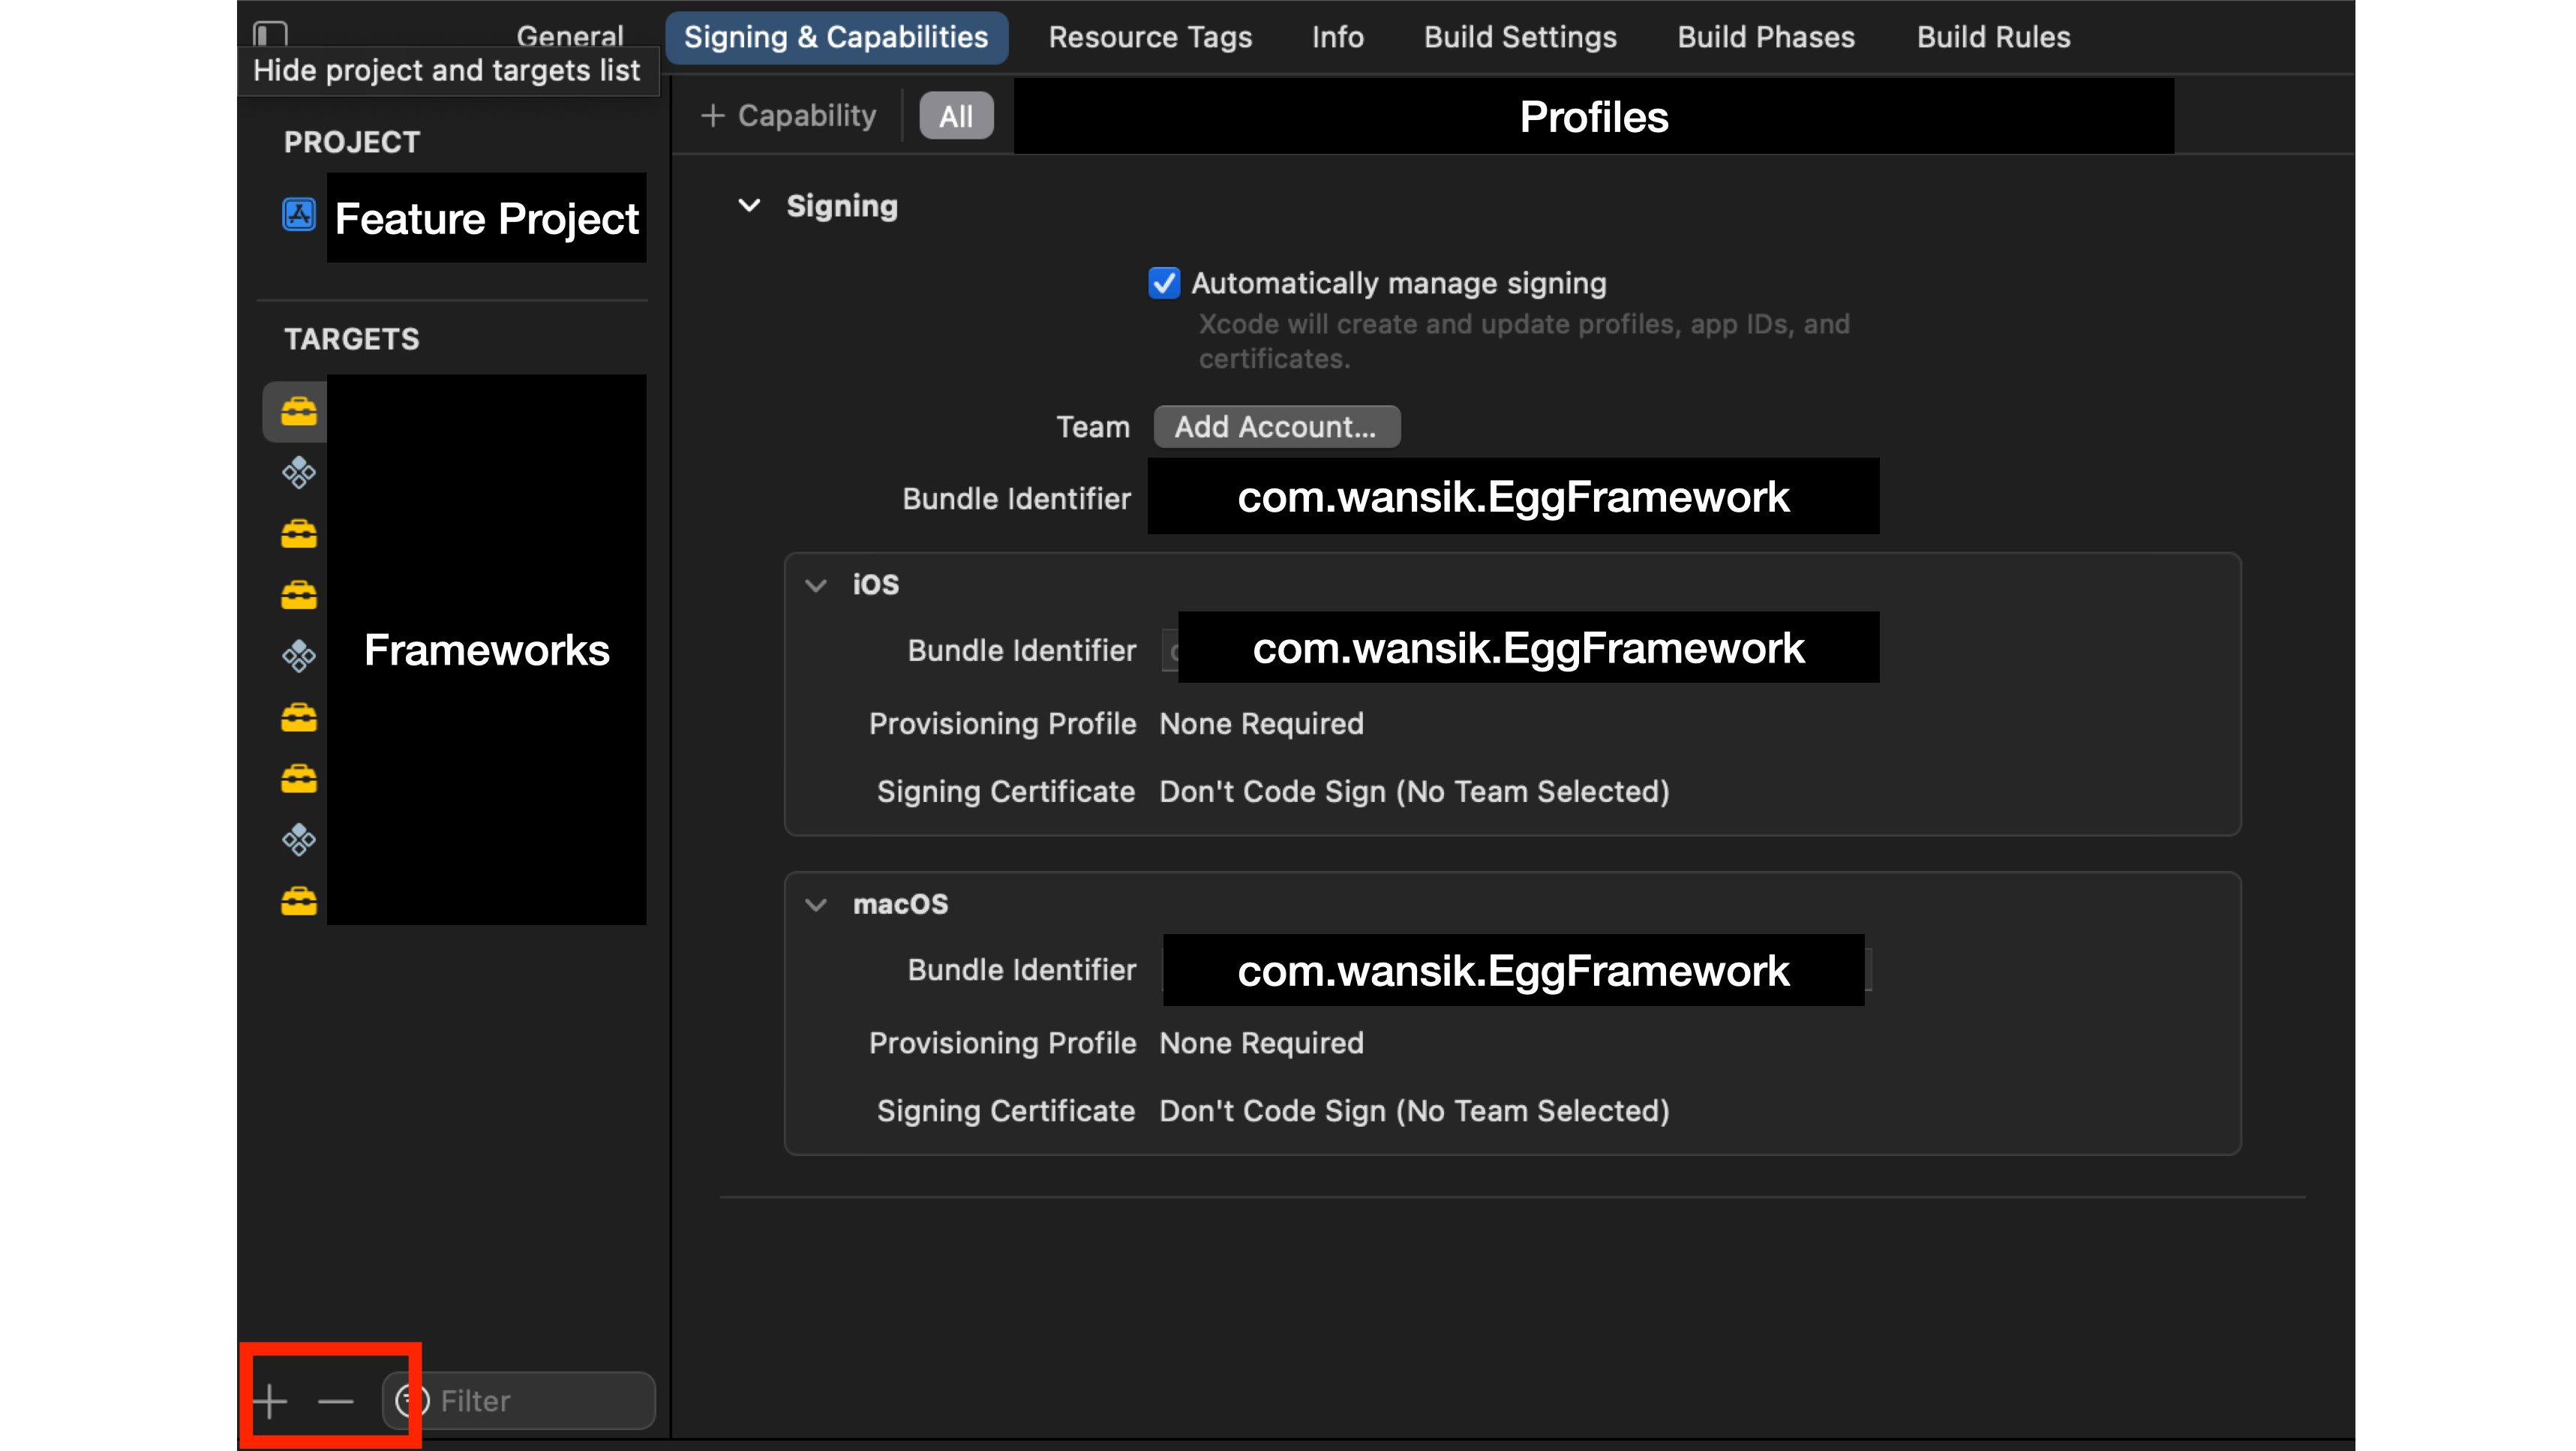 General
Signing & Capabilities
Resource Tags
Info
Build Settings
Build Phases
Build Rules
Hide project and targets list
+ Capability
All
Profiles
PROJECT
Feature Project
TARGETS
Frameworks
Signing
Automatically manage signing
Xcode will create and update profiles, app IDs, and
certificates.
Team Add Account...
Bundle Identifier com.wansik.EggFramework
iOS
Bundle Identifier com.wansik.EggFramework
Provisioning Profile None Required
Signing Certificate Don't Code Sign (No Team Selected)
macOS
Bundle Identifier com.wansik.EggFramework
Provisioning Profile None Required
Signing Certificate Don't Code Sign (No Team Selected)
Filter